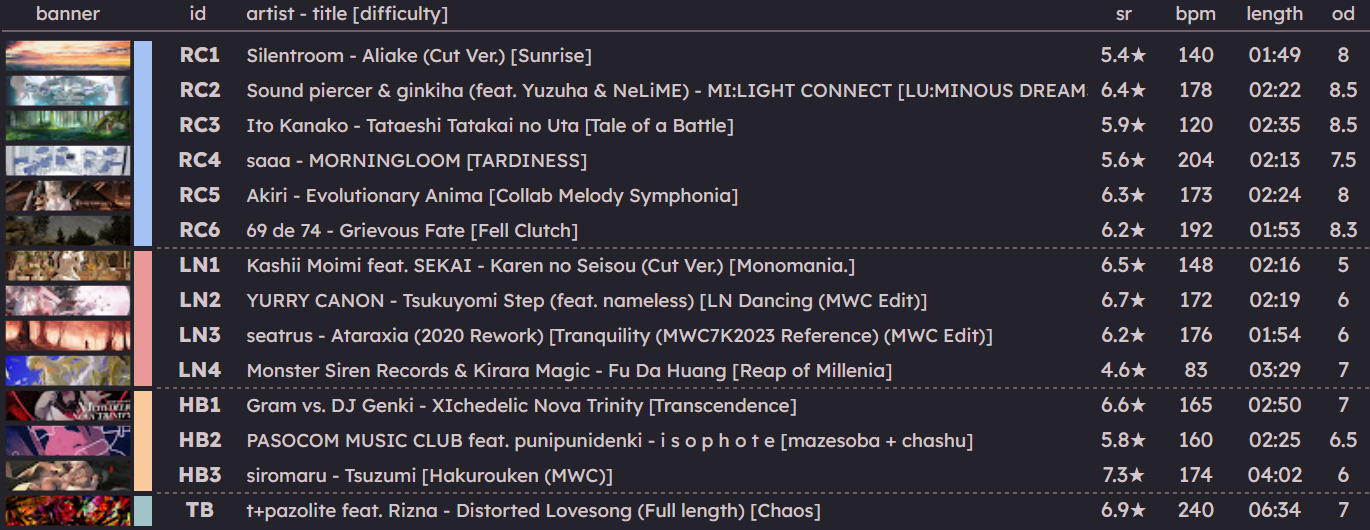 banner id artist - title [difficulty] sr bpm length od
RC1 Silentroom - Aliake (Cut Ver.) [Sunrise] 5.4★ 140 01:49 8
RC2 Sound piercer & ginkiha (feat. Yuzuha & NeLiME) - MI:LIGHT CONNECT [LU:MINOUS DREAM 6.4★ 178 02:22 8.5
RC3 Ito Kanako - Tataeshi Tatakai no Uta [Tale of a Battle] 5.9★ 120 02:35 8.5
RC4 saaa - MORNINGLOOM [TARDINESS] 5.6★ 204 02:13 7.5
RC5 Akiri - Evolutionary Anima [Collab Melody Symphonia] 6.3★ 173 02:24 8
RC6 69 de 74 - Grievous Fate [Fell Clutch] 6.2★ 192 01:53 8.3
LN1 Kashii Moimi feat. SEKAI - Karen no Seisou (Cut Ver.) [Monomania.] 6.5★ 148 02:16 5
LN2 YURRY CANON - Tsukuyomi Step (feat. nameless) [LN Dancing (MWC Edit)] 6.7★ 172 02:19 6
LN3 seatrus - Ataraxia (2020 Rework) [Tranquility (MWC7K2023 Reference) (MWC Edit)] 6.2★ 176 01:54 6
LN4 Monster Siren Records & Kirara Magic - Fu Da Huang [Reap of Millenia] 4.6★ 83 03:29 7
HB1 Gram vs. DJ Genki - XIchedelic Nova Trinity [Transcendence] 6.6★ 165 02:50 7
HB2 PASOCOM MUSIC CLUB feat. punipunidenki - i s o p h o t e [mazesoba + chashu] 5.8★ 160 02:25 6.5
HB3 siromaru - Tsuzumi [Hakurouken (MWC)] 7.3★ 174 04:02 6
TB t+pazolite feat. Rizna - Distorted Lovesong (Full length) [Chaos] 6.9★ 240 06:34 7